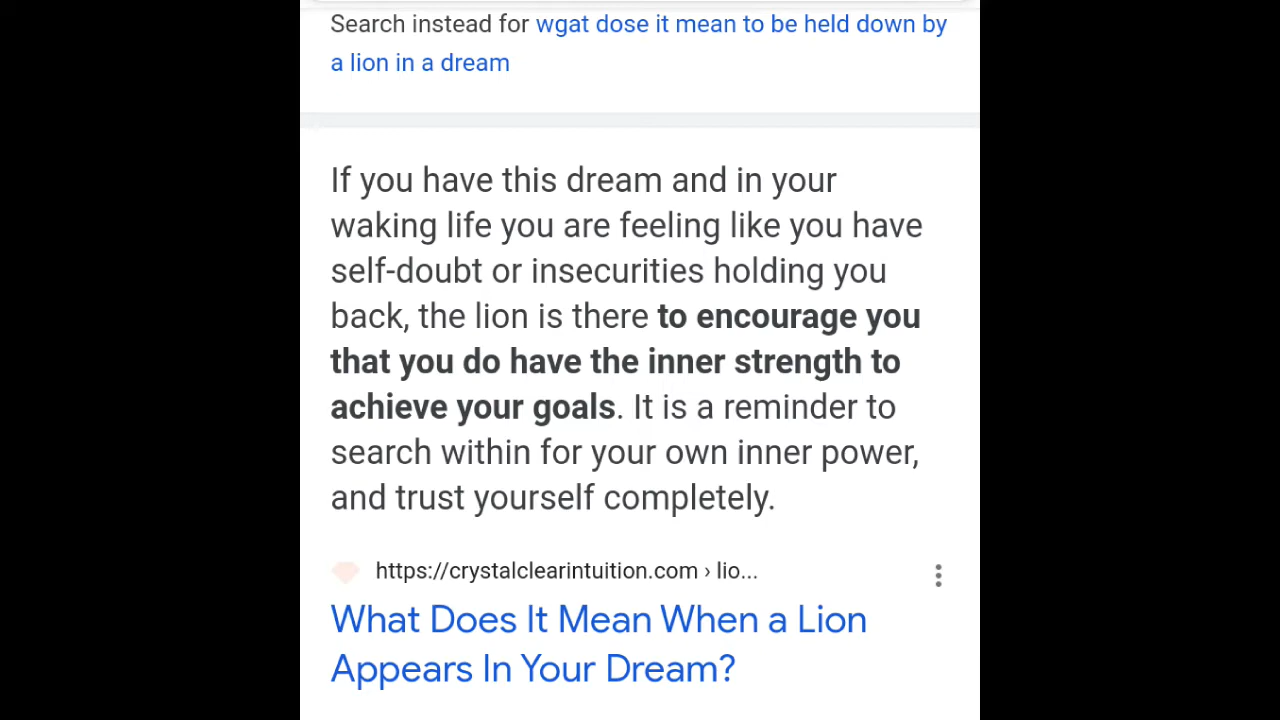 Search instead for wgat dose it mean to be held down by
a lion in a dream
If you have this dream and in your
waking life you are feeling like you have
self-doubt or insecurities holding you
back, the lion is there to encourage you
that you do have the inner strength to
achieve your goals. It is a reminder to
search within for your own inner power,
and trust yourself completely.
https://crystalclearintuition.com › lio...
What Does It Mean When a Lion
Appears In Your Dream?